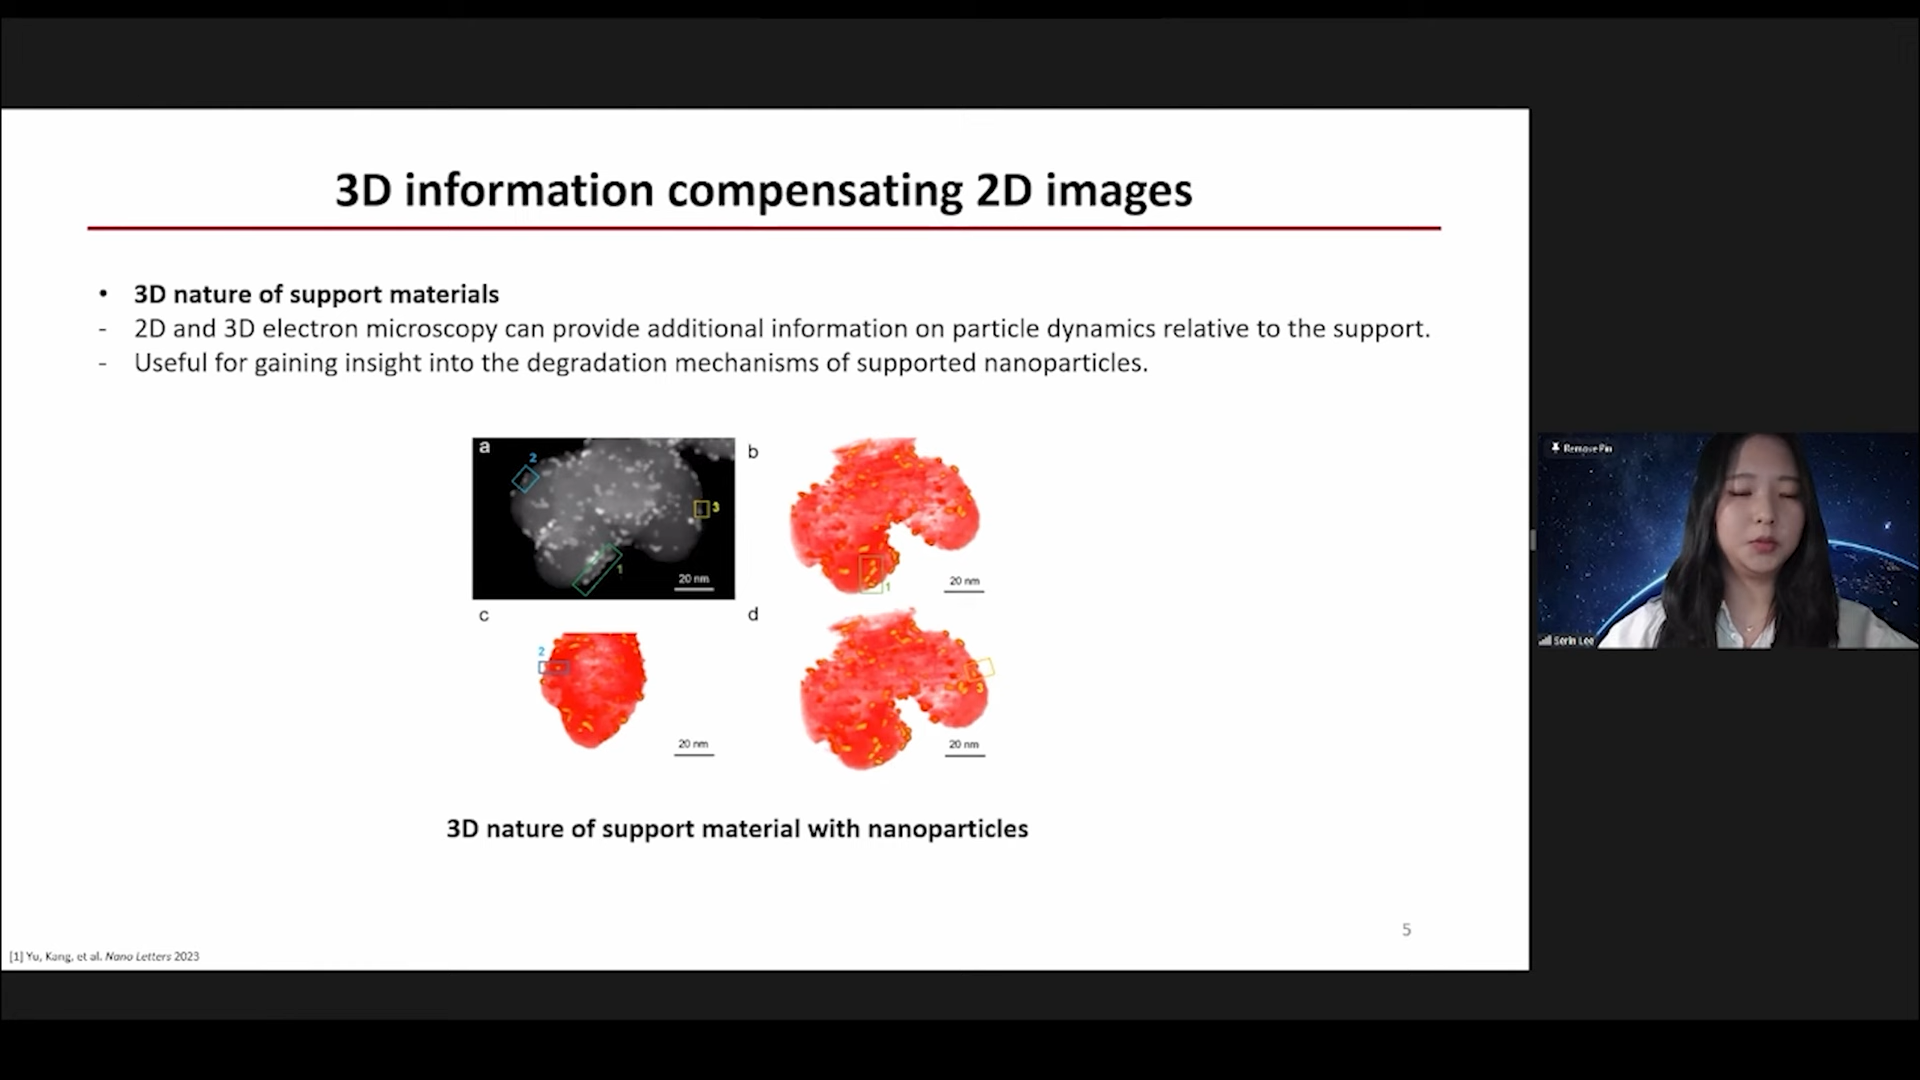 3D information compensating 2D images
• 3D nature of support materials
- 2D and 3D electron microscopy can provide additional information on particle dynamics relative to the support.
- Useful for gaining insight into the degradation mechanisms of supported nanoparticles.
a
2
3
1
20 nm
b
1
20 nm
c
2
20 nm
d
3
20 nm
3D nature of support material with nanoparticles
5
[1] Yu, Kang, et al. Nano Letters 2023
Remove Pin
Serin Lee